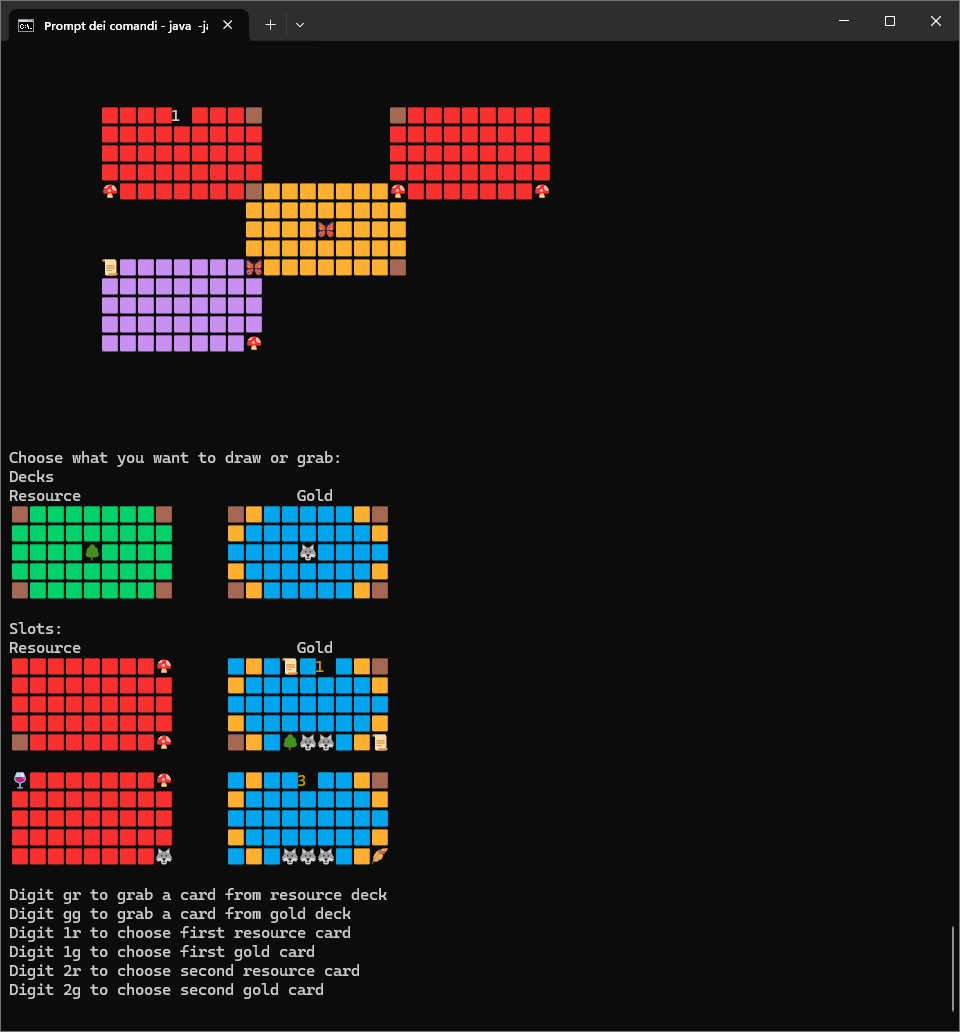 Prompt dei comandi - java -ja
1
Choose what you want to draw or grab:
Decks
Resource Gold
Slots:
Resource Gold
1
3
Digit gr to grab a card from resource deck
Digit gg to grab a card from gold deck
Digit 1r to choose first resource card
Digit 1g to choose first gold card
Digit 2r to choose second resource card
Digit 2g to choose second gold card